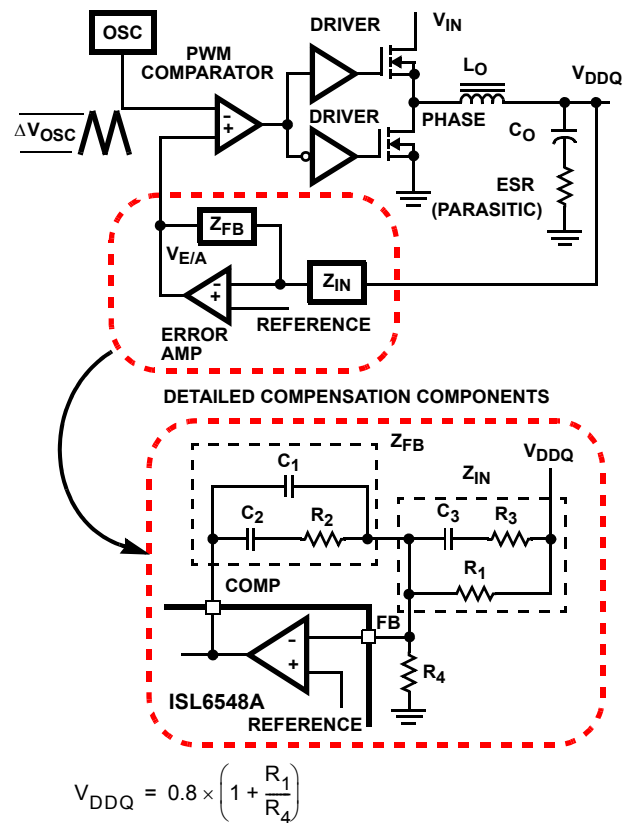 OSC
PWM
COMPARATOR
DRIVER
V_IN
L_O
V_DDQ
DRIVER
PHASE
C_O
ΔV_OSC
ESR
(PARASITIC)
Z_FB
V_E/A
Z_IN
REFERENCE
ERROR
AMP
DETAILED COMPENSATION COMPONENTS
Z_FB
C_1
V_DDQ
Z_IN
C_2
R_2
C_3
R_3
R_1
COMP
FB
R_4
ISL6548A
REFERENCE
V_DDQ = 0.8 × (1 + R_1/R_4)